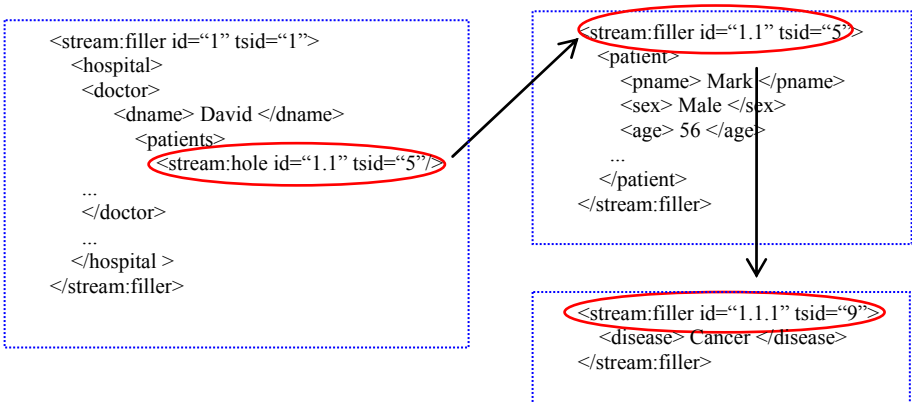 <stream:filler id=“1” tsid=“1”>
<hospital>
<doctor>
<dname> David </dname>
<patients>
<stream:hole id=“1.1” tsid=“5”/>
...
</doctor>
...
</hospital >
</stream:filler>
<stream:filler id=“1.1” tsid=“5”>
<patient>
<pname> Mark </pname>
<sex> Male </sex>
<age> 56 </age>
...
</patient>
</stream:filler>
<stream:filler id=“1.1.1” tsid=“9”>
<disease> Cancer </disease>
</stream:filler>